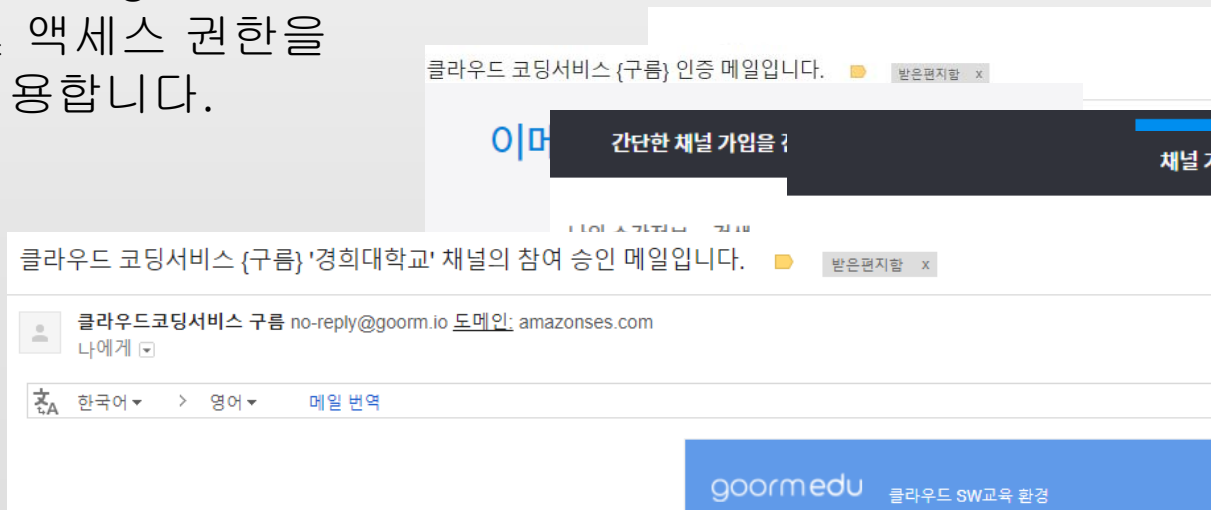 액세스 권한을
용합니다.
클라우드 코딩서비스 {구름} 인증 메일입니다. 받은편지함 x
간단한 채널 가입을
채널
클라우드 코딩서비스 {구름} '경희대학교' 채널의 참여 승인 메일입니다. 받은편지함 x
클라우드코딩서비스 구름 no-reply@goorm.io 도메인: amazonses.com
나에게
한국어 > 영어 메일 번역
goormedu 클라우드 SW교육 환경